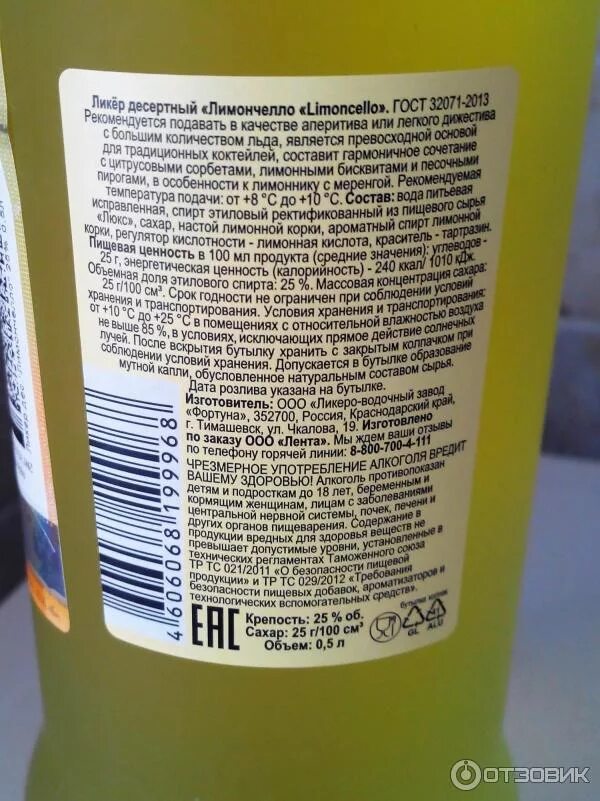 Ликёр десертный «Лимончелло «Limoncello». ГОСТ 32071-2013
Рекомендуется подавать в качестве аперитива или легкого дижестива
с большим количеством льда, является превосходной основой
для традиционных коктейлей, составит гармоничное сочетание
с цитрусовыми сорбетами, лимонными бисквитами и песочными
пирогами, в особенности к лимоннику с меренгой. Рекомендуемая
температура подачи: от +8 °C до +10 °C. Состав: вода питьевая
исправленная, спирт этиловый ректификованный из пищевого сырья
«Люкс», сахар, настой лимонной корки, ароматный спирт лимонной
корки, регулятор кислотности - лимонная кислота, краситель - тартразин.
Пищевая ценность в 100 мл продукта (средние значения): углеводов -
25 г, энергетическая ценность (калорийность) - 240 ккал/ 1010 кДж.
Объемная доля этилового спирта: 25 %. Массовая концентрация сахара:
25 г/100 см³. Срок годности не ограничен при соблюдении условий
хранения и транспортирования. Условия хранения и транспортирования:
от +10 °C до +25 °C в помещениях с относительной влажностью воздуха
не выше 85 %, в условиях, исключающих прямое действие солнечных
лучей. После вскрытия бутылку хранить с закрытым колпачком при
соблюдении условий хранения. Допускается в бутылке образование
мутной капли, обусловленное натуральным составом сырья.
Дата розлива указана на бутылке.
Изготовитель: ООО «Ликеро-водочный завод
«Фортуна», 352700, Россия, Краснодарский край,
г. Тимашевск, ул. Чкалова, 19. Изготовлено
по заказу ООО «Лента». Мы ждем ваши отзывы
по телефону горячей линии: 8-800-700-4-111
ЧРЕЗМЕРНОЕ УПОТРЕБЛЕНИЕ АЛКОГОЛЯ ВРЕДИТ
ВАШЕМУ ЗДОРОВЬЮ! Алкоголь противопоказан
детям и подросткам до 18 лет, беременным и
кормящим женщинам, лицам с заболеваниями
центральной нервной системы, почек, печени и
других органов пищеварения. Содержание в
продукции вредных для здоровья веществ не
превышает допустимые уровни, установленные в
технических регламентах Таможенного союза
ТР ТС 021/2011 «О безопасности пищевой
продукции» и ТР ТС 029/2012 «Требования
безопасности пищевых добавок, ароматизаторов и
технологических вспомогательных средств».
4 606068 199968
EAC
Крепость: 25 % об.
Сахар: 25 г/100 см³
Объем: 0,5 л
бутылка колпак
GL
41
ALU
ОТЗОВИК